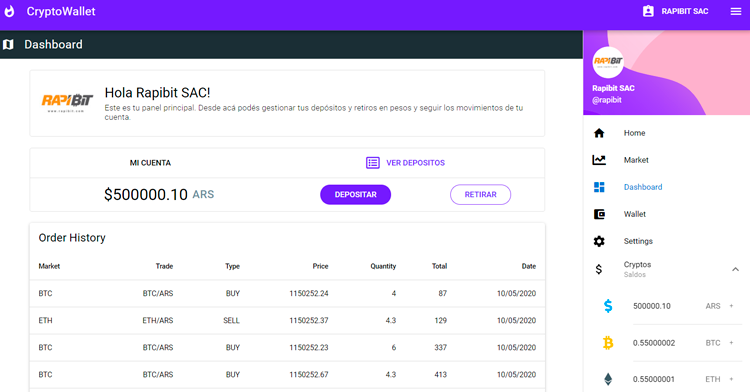 CryptoWallet
RAPIBIT SAC
Dashboard
RAPIBIT
www.rapibit.com
Hola Rapibit SAC!
Este es tu panel principal. Desde acá podés gestionar tus depósitos y retiros en pesos y seguir los movimientos de tu
cuenta.
MI CUENTA
VER DEPOSITOS
$500000.10 ARS
DEPOSITAR
RETIRAR
Order History
Market Trade Type Price Quantity Total Date
BTC BTC/ARS BUY 1150252.24 4 87 10/05/2020
ETH ETH/ARS SELL 1150252.37 4.3 129 10/05/2020
BTC BTC/ARS BUY 1150252.23 6 337 10/05/2020
BTC BTC/ARS BUY 1150252.67 4.3 413 10/05/2020
RAPIBIT
Rapibit SAC
@rapibit
Home
Market
Dashboard
Wallet
Settings
Cryptos
Saldos
500000.10 ARS +
0.55000002 BTC +
0.55000001 ETH +